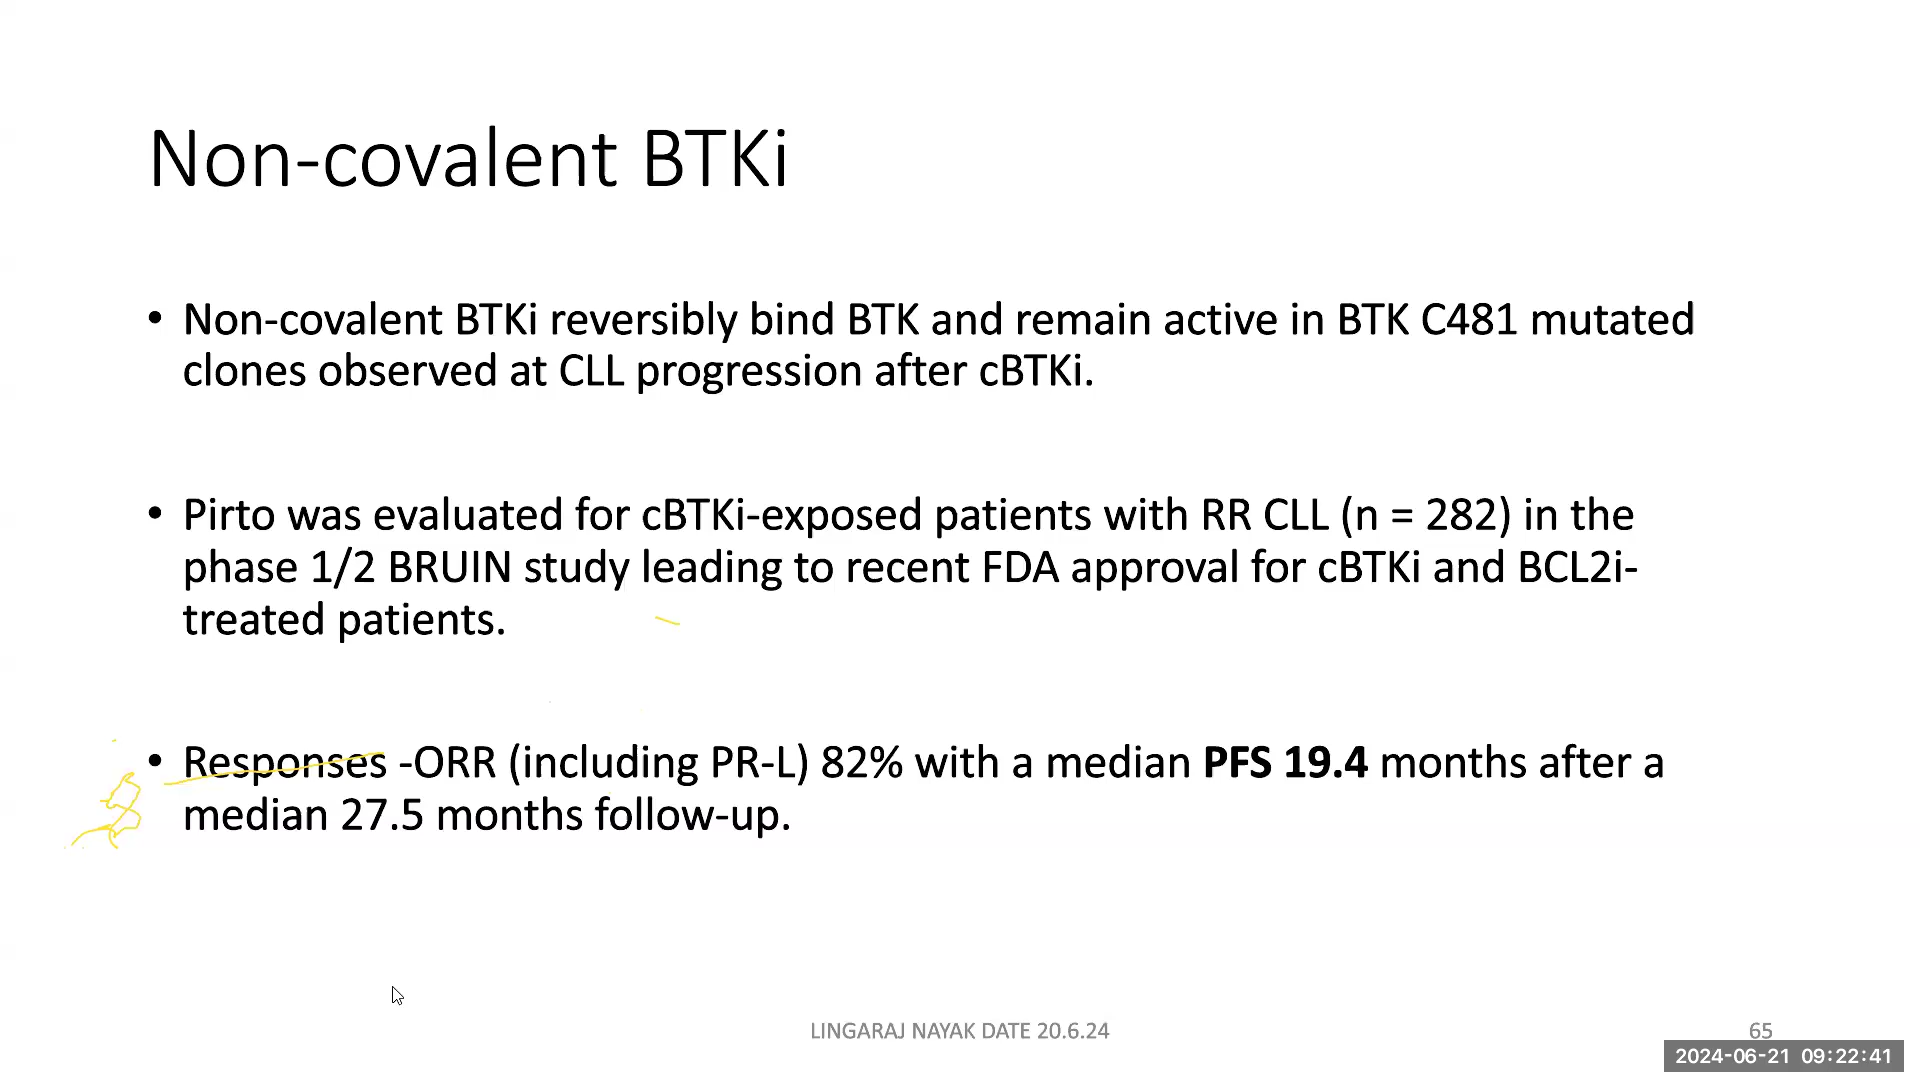 Non-covalent BTKi
• Non-covalent BTKi reversibly bind BTK and remain active in BTK C481 mutated
clones observed at CLL progression after cBTKi.
• Pirto was evaluated for cBTKi-exposed patients with RR CLL (n = 282) in the
phase 1/2 BRUIN study leading to recent FDA approval for cBTKi and BCL2i-
treated patients.
• Responses -ORR (including PR-L) 82% with a median PFS 19.4 months after a
median 27.5 months follow-up.
LINGARAJ NAYAK DATE 20.6.24
65
2024-06-21 09:22:41